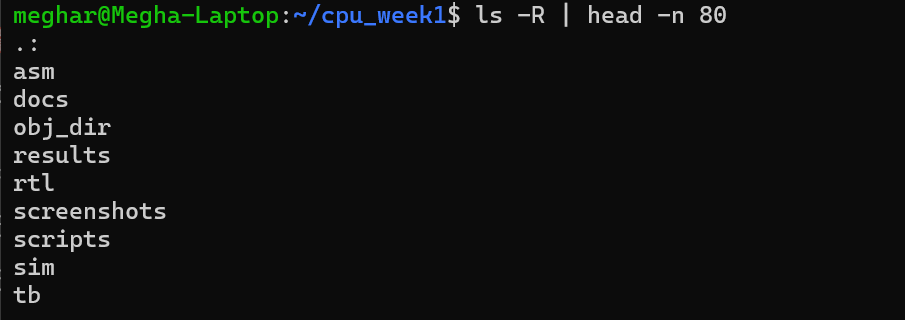 meghar@Megha-Laptop:~/cpu_week1$ ls -R | head -n 80
.:
asm
docs
obj_dir
results
rtl
screenshots
scripts
sim
tb